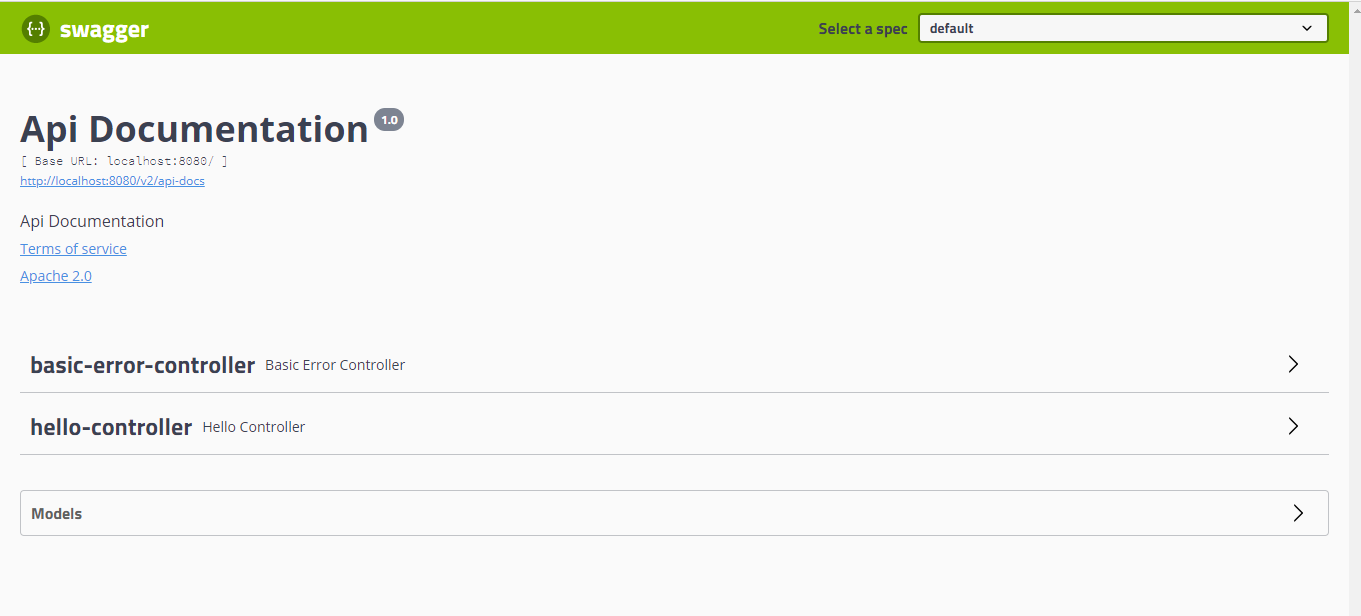 {···} swagger Select a spec default
Api Documentation 1.0
[ Base URL: localhost:8080/ ]
http://localhost:8080/v2/api-docs
Api Documentation
Terms of service
Apache 2.0
basic-error-controller Basic Error Controller
hello-controller Hello Controller
Models